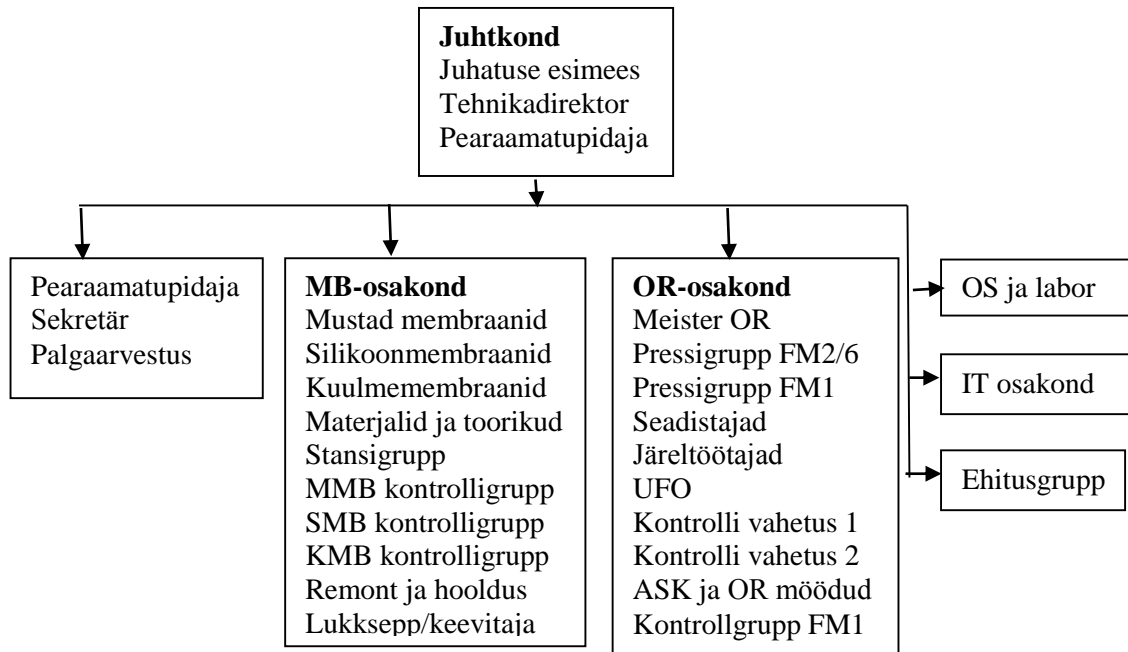 Juhtkond
Juhatuse esimees
Tehnikadirektor
Pearaamatupidaja
Pearaamatupidaja
Sekretär
Palgaarvestus
MB-osakond
Mustad membraanid
Silikoonmembraanid
Kuulmemembraanid
Materjalid ja toorikud
Stansigrupp
MMB kontrolligrupp
SMB kontrolligrupp
KMB kontrolligrupp
Remont ja hooldus
Lukksepp/keevitaja
OR-osakond
Meister OR
Pressigrupp FM2/6
Pressigrupp FM1
Seadistajad
Järeltöötajad
UFO
Kontrolli vahetus 1
Kontrolli vahetus 2
ASK ja OR möödud
Kontrollgrupp FM1
OS ja labor
IT osakond
Ehitusgrupp